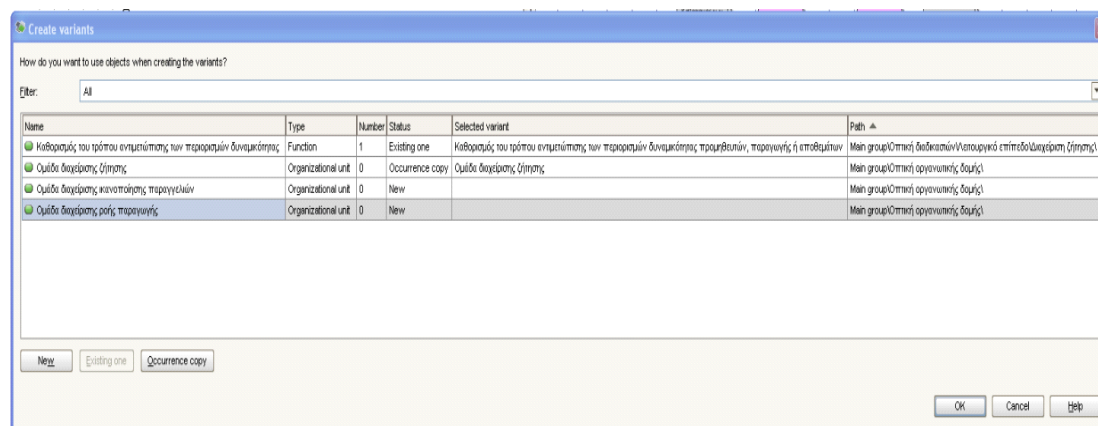 Create variants
How do you want to use objects when creating the variants?
Filter: All
Name Type Number Status Selected variant Path
Καθορισμός του τρόπου αντιμετώπισης των περιορισμών δυναμικότητας Function 1 Existing one Καθορισμός του τρόπου αντιμετώπισης των περιορισμών δυναμικότητας προμηθευτών, παραγωγής ή αποθεμάτων Main group\Οπτική διαδικασιών\Λειτουργικό επίπεδο\Διαχείριση ζήτησης\
Ομάδα διαχείρισης ζήτησης Organizational unit 0 Occurrence copy Ομάδα διαχείρισης ζήτησης Main group\Οπτική οργανωτικής δομής\
Ομάδα διαχείρισης ικανοποίησης παραγγελιών Organizational unit 0 New Main group\Οπτική οργανωτικής δομής\
Ομάδα διαχείρισης ροής παραγωγής Organizational unit 0 New Main group\Οπτική οργανωτικής δομής\
New Existing one Occurrence copy
OK Cancel Help